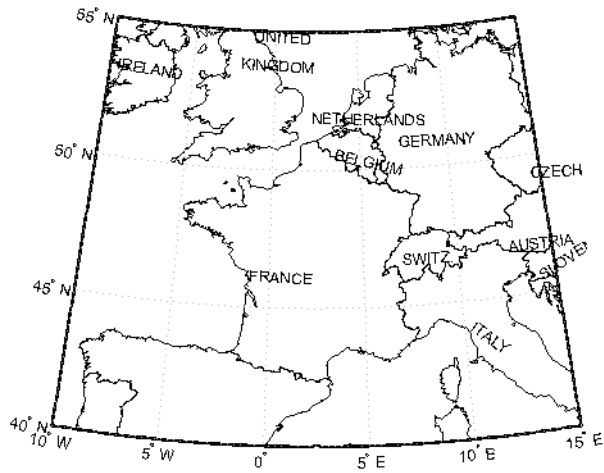 55° N
UNITED
KINGDOM
IRELAND
NETHERLANDS
GERMANY
50° N
BELGIUM
CZECH
AUSTRIA
SWITZ
SLOVEN
FRANCE
45° N
ITALY
40° N
10° W
5° W
0°
5° E
10° E
15° E